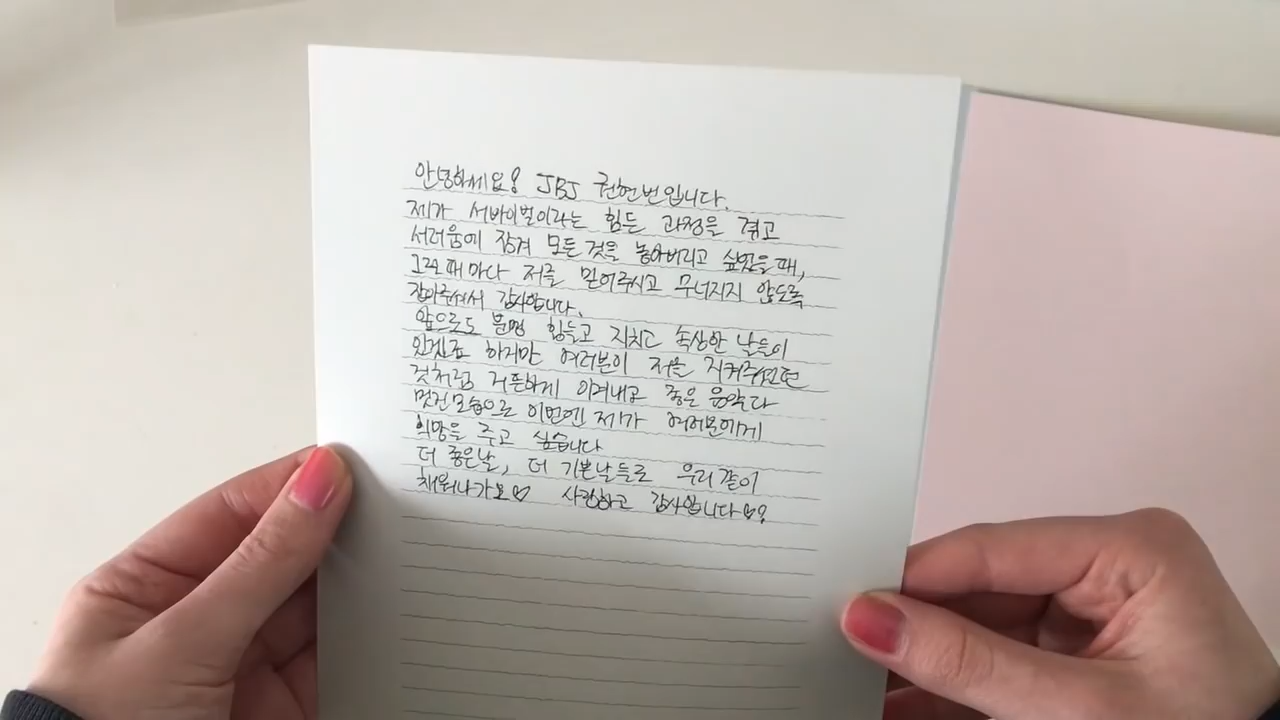 안녕하세요! JBJ 권현빈입니다.
제가 서바이벌이라는 힘든 과정을 겪고
서러움에 잠겨 모든 것을 놓아버리고 싶었을 때,
그럴 때마다 저를 믿어주시고 무너지지 않도록
잡아주셔서 감사합니다.
앞으로도 분명 힘들고 지치고 속상한 날들이
있겠죠 하지만 여러분이 저를 지켜주셨던
것처럼 거뜬하게 이겨내고 좋은 음악과
멋진 모습으로 이번엔 제가 여러분에게
희망을 주고 싶습니다
더 좋은날, 더 기쁜날들로 우리 같이
채워나가요♡ 사랑하고 감사합니다♡!